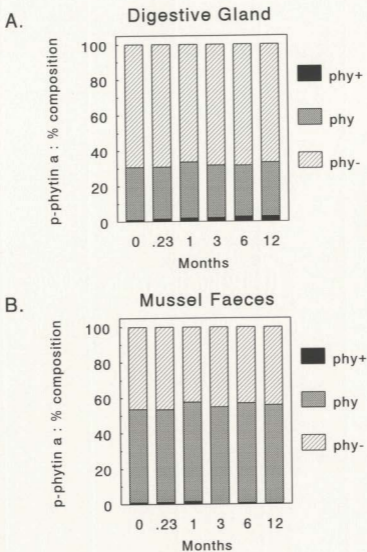 A.
Digestive Gland
p-phytin a : % composition
100
80
60
40
20
0
0 .23 1 3 6 12
Months
phy+
phy
phy-
B.
Mussel Faeces
p-phytin a : % composition
100
80
60
40
20
0
0 .23 1 3 6 12
Months
phy+
phy
phy-